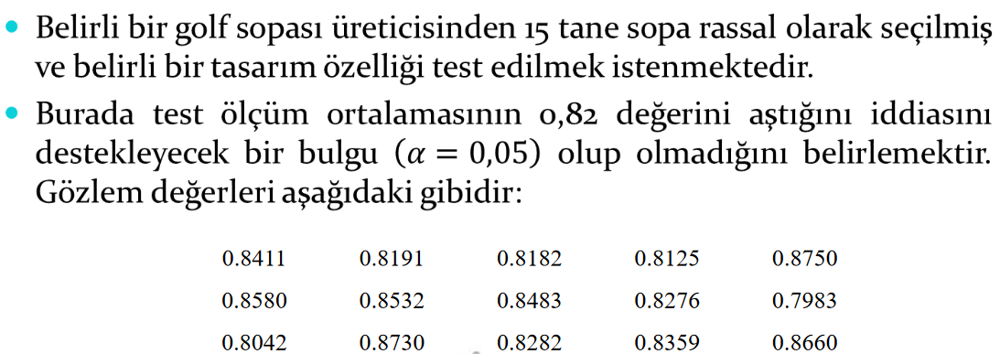 • Belirli bir golf sopası üreticisinden 15 tane sopa rassal olarak seçilmiş
ve belirli bir tasarım özelliği test edilmek istenmektedir.
• Burada test ölçüm ortalamasının 0,82 değerini aştığını iddiasını
destekleyecek bir bulgu (α = 0,05) olup olmadığını belirlemektir.
Gözlem değerleri aşağıdaki gibidir:
0.8411 0.8191 0.8182 0.8125 0.8750
0.8580 0.8532 0.8483 0.8276 0.7983
0.8042 0.8730 0.8282 0.8359 0.8660